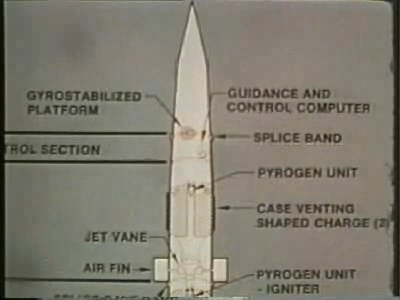 GYROSTABILIZED
PLATFORM
GUIDANCE AND
CONTROL COMPUTER
SPLICE BAND
TROL SECTION
PYROGEN UNIT
CASE VENTING
SHAPED CHARGE (2)
JET VANE
AIR FIN
PYROGEN UNIT
- IGNITER